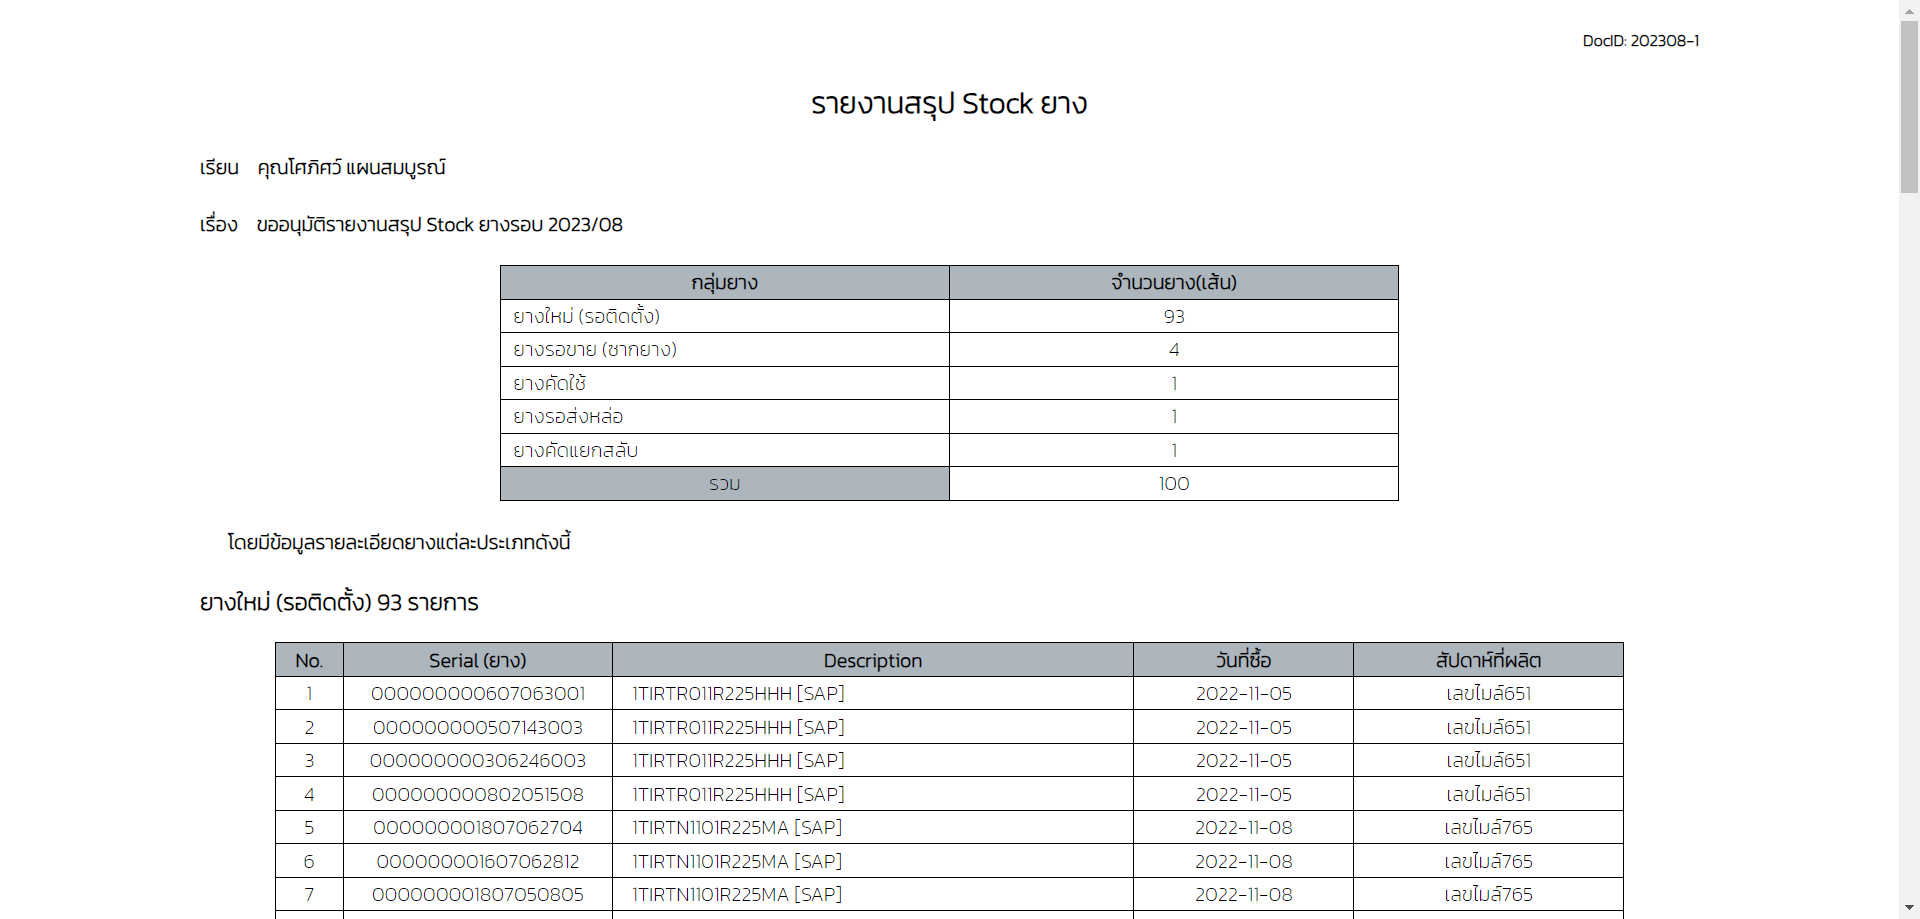 DocID: 202308-1
รายงานสรุป Stock ยาง
เรียน คุณโศภิศว์ แผนสมบูรณ์
เรื่อง ขออนุมัติรายงานสรุป Stock ยางรอบ 2023/08
กลุ่มยาง จำนวนยาง(เส้น)
ยางใหม่ (รอติดตั้ง) 93
ยางรอขาย (ซากยาง) 4
ยางคัดใช้ 1
ยางรอส่งหล่อ 1
ยางคัดแยกสลับ 1
รวม 100
โดยมีข้อมูลรายละเอียดยางแต่ละประเภทดังนี้
ยางใหม่ (รอติดตั้ง) 93 รายการ
No. Serial (ยาง) Description วันที่ซื้อ สัปดาห์ที่ผลิต
1 000000000607063001 1TIRTR011R225HHH [SAP] 2022-11-05 เลขไมล์651
2 000000000507143003 1TIRTR011R225HHH [SAP] 2022-11-05 เลขไมล์651
3 000000000306246003 1TIRTR011R225HHH [SAP] 2022-11-05 เลขไมล์651
4 000000000802051508 1TIRTR011R225HHH [SAP] 2022-11-05 เลขไมล์651
5 000000001807062704 1TIRTN1101R225MA [SAP] 2022-11-08 เลขไมล์765
6 000000001607062812 1TIRTN1101R225MA [SAP] 2022-11-08 เลขไมล์765
7 000000001807050805 1TIRTN1101R225MA [SAP] 2022-11-08 เลขไมล์765